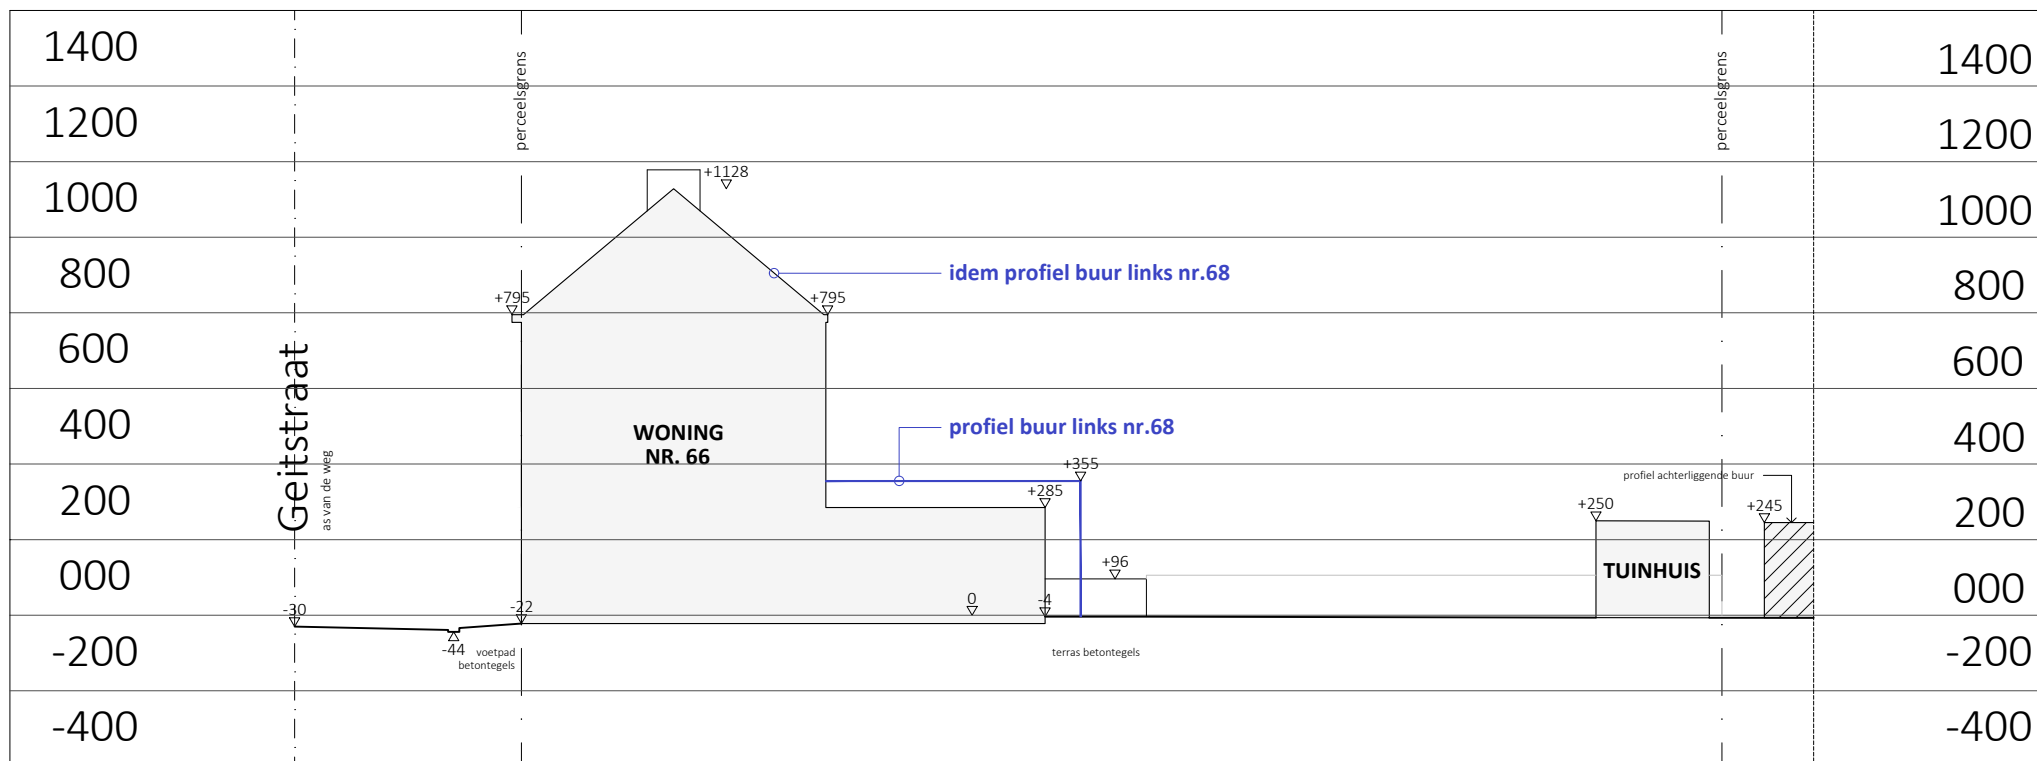 1400
1200
1000
800
600
400
200
000
-200
-400
Geitstraat
as van de weg
perceelsgrens
+1128
idem profiel buur links nr.68
+795
+795
WONING
NR. 66
profiel buur links nr.68
+355
+285
+96
0
-4
-30
-22
-44
voetpad
betontegels
terras betontegels
perceelsgrens
profiel achterliggende buur
+250
+245
TUINHUIS
1400
1200
1000
800
600
400
200
000
-200
-400